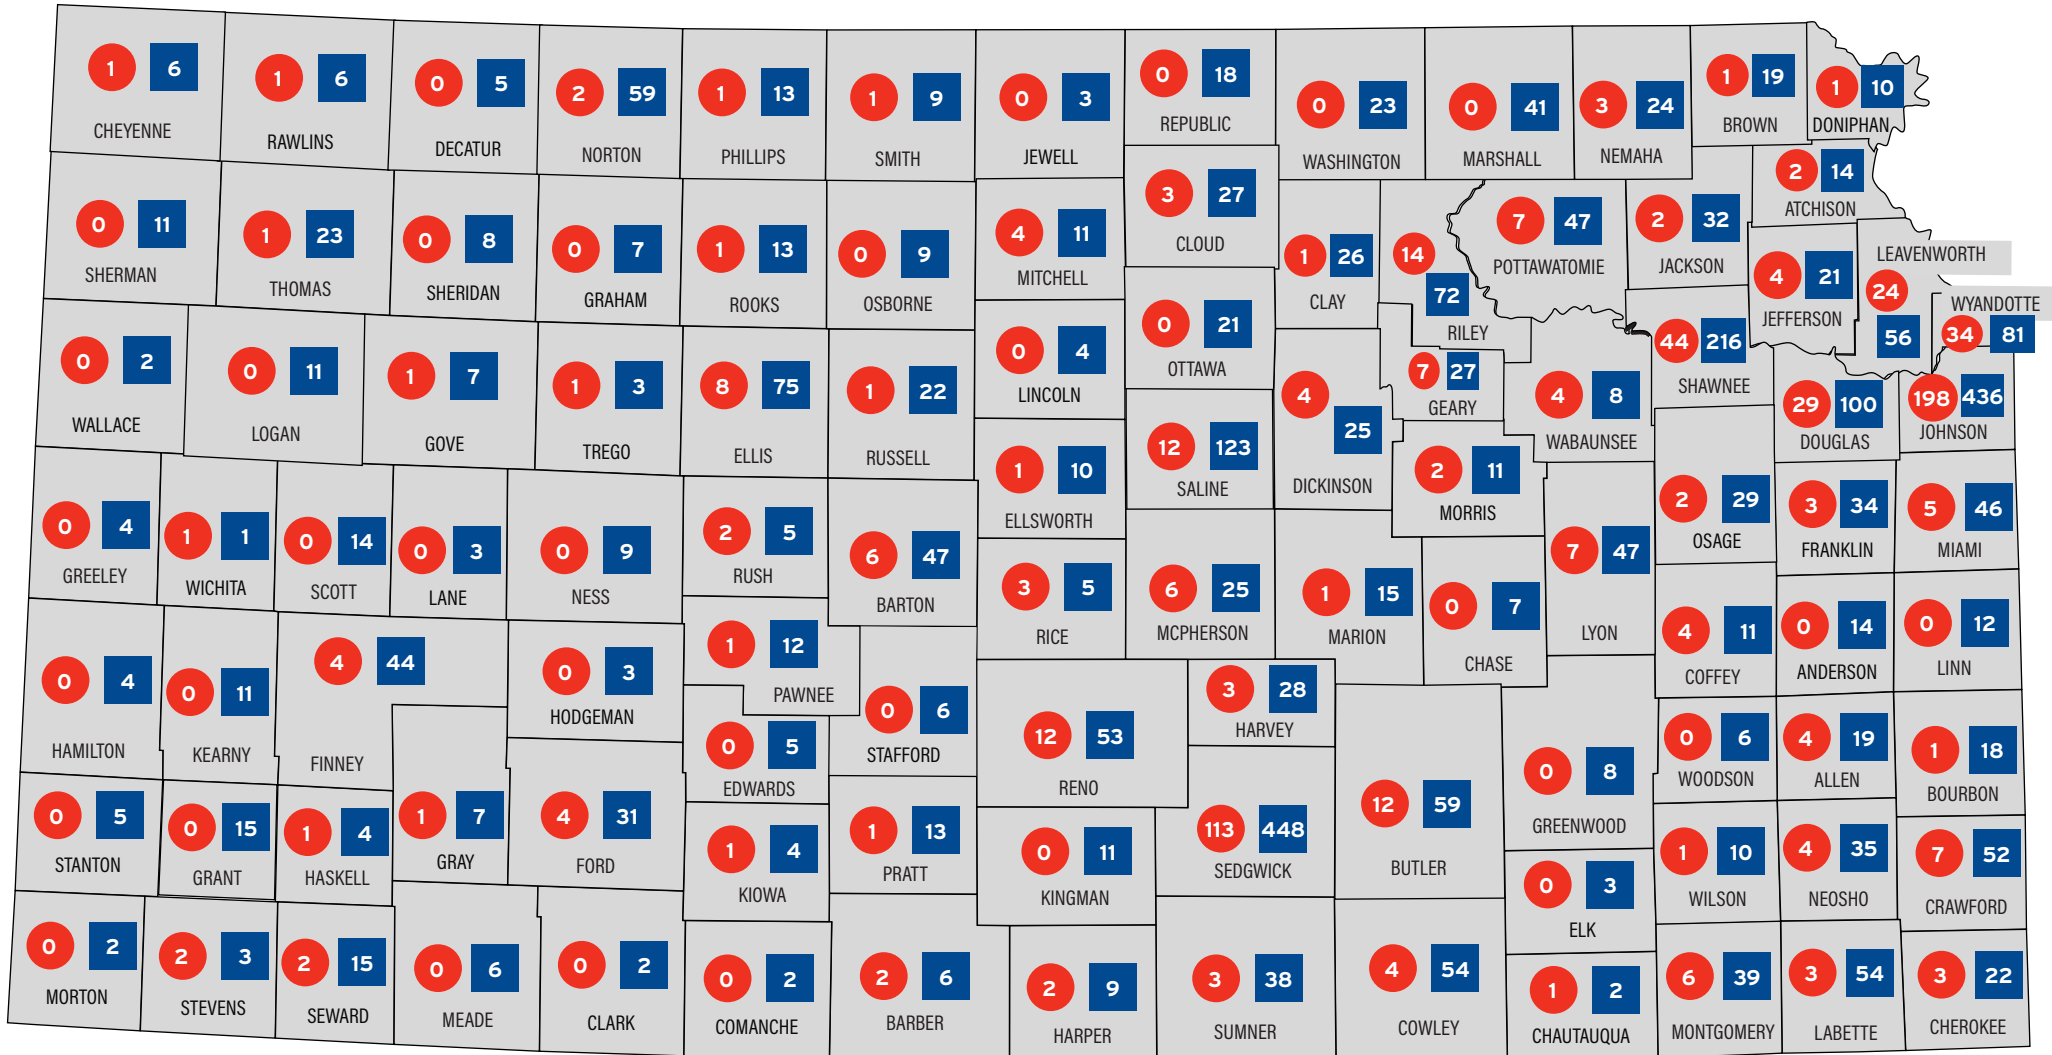 1 6
CHEYENNE
1 6
RAWLINS
0 5
DECATUR
2 59
NORTON
1 13
PHILLIPS
1 9
SMITH
0 3
JEWELL
0 18
REPUBLIC
0 23
WASHINGTON
0 41
MARSHALL
3 24
NEMAHA
1 19
BROWN
1 10
DONIPHAN
0 11
SHERMAN
1 23
THOMAS
0 8
SHERIDAN
0 7
GRAHAM
1 13
ROOKS
0 9
OSBORNE
4 11
MITCHELL
3 27
CLOUD
1 26
CLAY
14
72
RILEY
7 47
POTTAWATOMIE
2 32
JACKSON
2 14
ATCHISON
4 21
JEFFERSON
LEAVENWORTH
24
56
WYANDOTTE
34 81
0 2
WALLACE
0 11
LOGAN
1 7
GOVE
1 3
TREGO
8 75
ELLIS
1 22
RUSSELL
0 4
LINCOLN
0 21
OTTAWA
4
25
DICKINSON
7 27
GEARY
4 8
WABAUNSEE
44 216
SHAWNEE
29 100
DOUGLAS
198 436
JOHNSON
1 10
ELLSWORTH
12 123
SALINE
2 11
MORRIS
0 4
GREELEY
1 1
WICHITA
0 14
SCOTT
0 3
LANE
0 9
NESS
2 5
RUSH
6 47
BARTON
3 5
RICE
6 25
MCPHERSON
1 15
MARION
0 7
CHASE
7 47
LYON
2 29
OSAGE
3 34
FRANKLIN
5 46
MIAMI
0 4
HAMILTON
0 11
KEARNY
4 44
FINNEY
0 3
HODGEMAN
1 12
PAWNEE
0 6
STAFFORD
0 5
EDWARDS
12 53
RENO
3 28
HARVEY
4 11
COFFEY
0 14
ANDERSON
0 12
LINN
0 5
STANTON
0 15
GRANT
1 4
HASKELL
1 7
GRAY
4 31
FORD
1 4
KIOWA
1 13
PRATT
0 11
KINGMAN
113 448
SEDGWICK
12 59
BUTLER
0 8
GREENWOOD
0 6
WOODSON
4 19
ALLEN
1 18
BOURBON
0 3
ELK
1 10
WILSON
4 35
NEOSHO
7 52
CRAWFORD
0 2
MORTON
2 3
STEVENS
2 15
SEWARD
0 6
MEADE
0 2
CLARK
0 2
COMANCHE
2 6
BARBER
2 9
HARPER
3 38
SUMNER
4 54
COWLEY
1 2
CHAUTAUQUA
6 39
MONTGOMERY
3 54
LABETTE
3 22
CHEROKEE